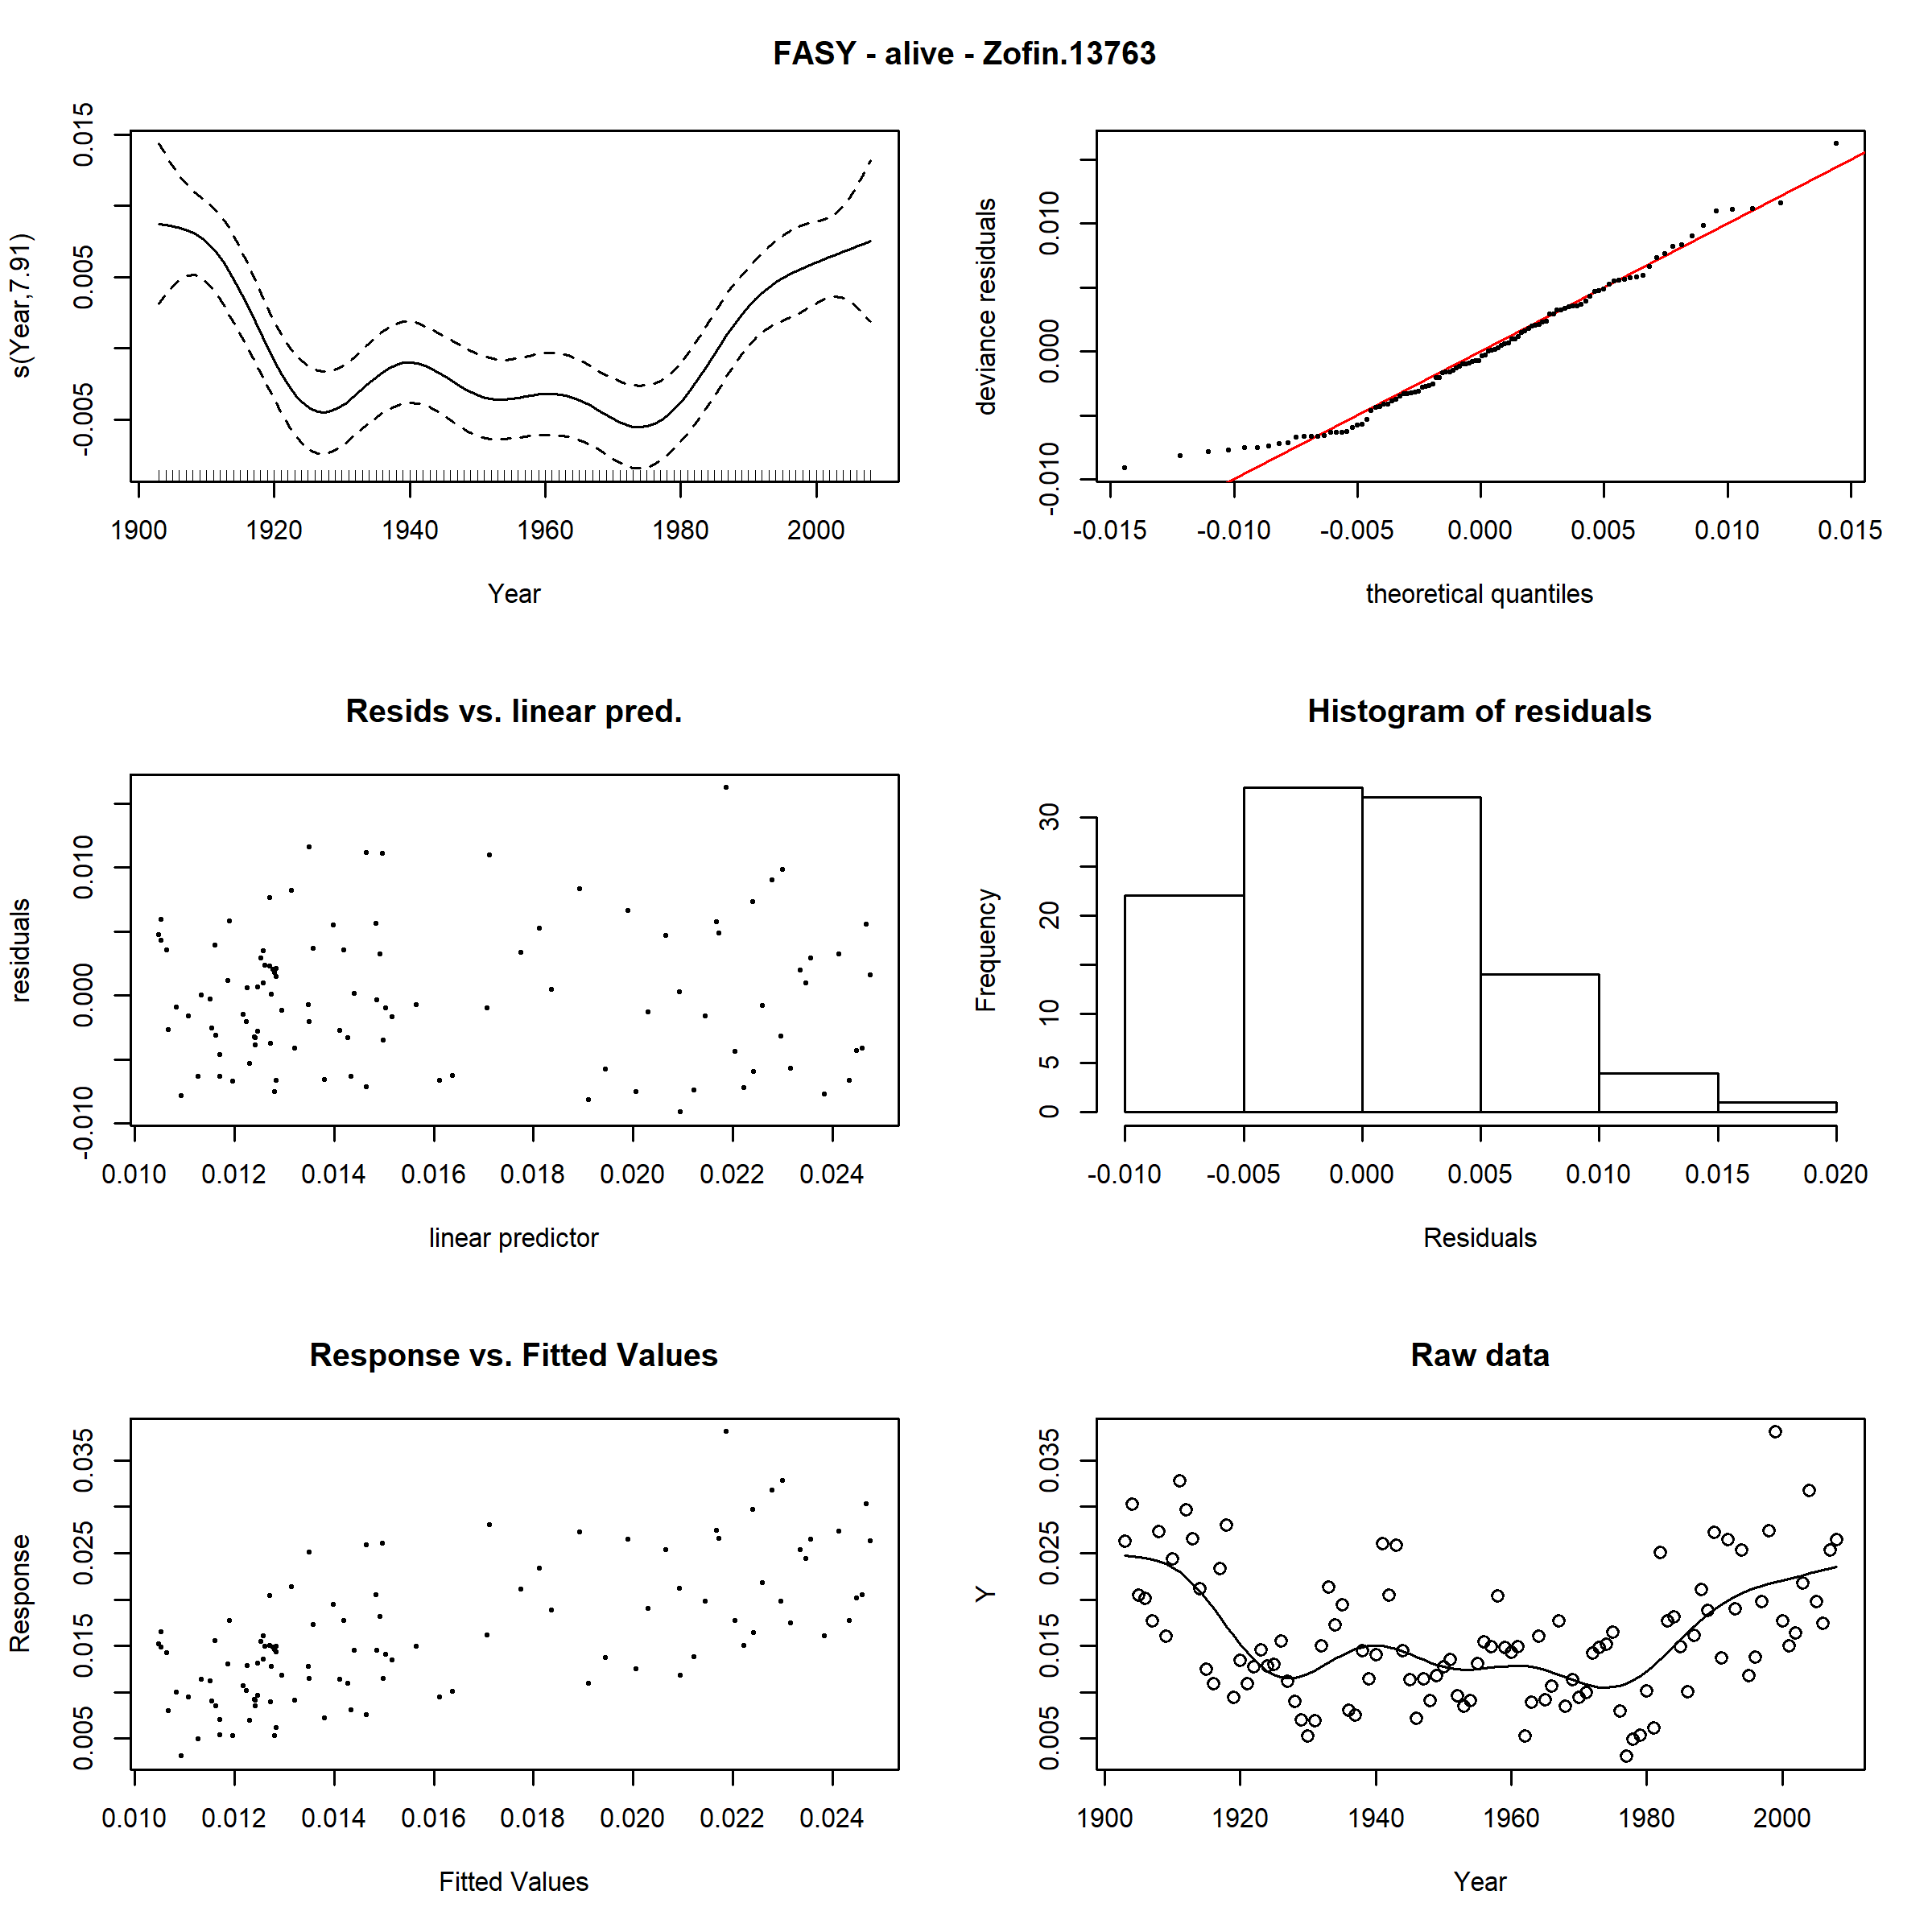 FASY - alive - Zofin.13763
s(Year,7.91)
-0.005 0.005 0.015
1900 1920 1940 1960 1980 2000
Year
deviance residuals
-0.010 0.000 0.010
-0.015 -0.010 -0.005 0.000 0.005 0.010 0.015
theoretical quantiles
Resids vs. linear pred.
residuals
-0.010 0.000 0.010
0.010 0.012 0.014 0.016 0.018 0.020 0.022 0.024
linear predictor
Histogram of residuals
Frequency
0 5 10 20 30
-0.010 -0.005 0.000 0.005 0.010 0.015 0.020
Residuals
Response vs. Fitted Values
Response
0.005 0.015 0.025 0.035
0.010 0.012 0.014 0.016 0.018 0.020 0.022 0.024
Fitted Values
Raw data
Y
0.005 0.015 0.025 0.035
1900 1920 1940 1960 1980 2000
Year